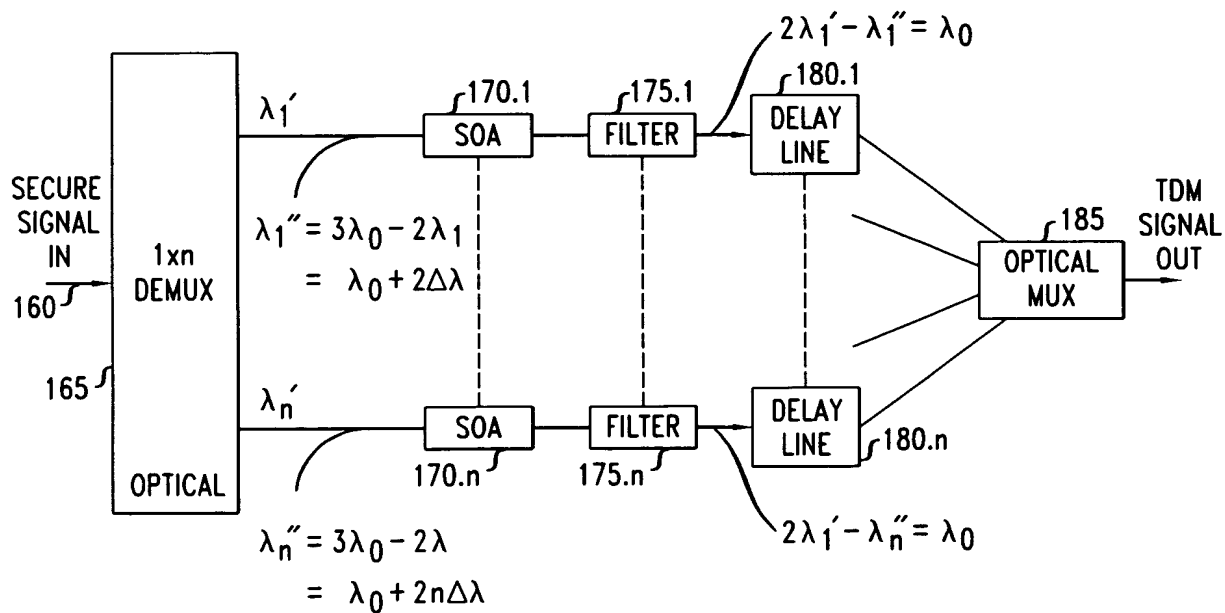 2λ₁′ − λ₁″ = λ₀
170.1
175.1
180.1
λ₁′
SOA
FILTER
DELAY
LINE
SECURE
SIGNAL
IN
160
165
1xn
DEMUX
OPTICAL
λ₁″ = 3λ₀ − 2λ₁
= λ₀ + 2Δλ
185
OPTICAL
MUX
TDM
SIGNAL
OUT
λₙ′
SOA
FILTER
DELAY
LINE
170.n
175.n
180.n
λₙ″ = 3λ₀ − 2λ
= λ₀ + 2nΔλ
2λ₁′ − λₙ″ = λ₀